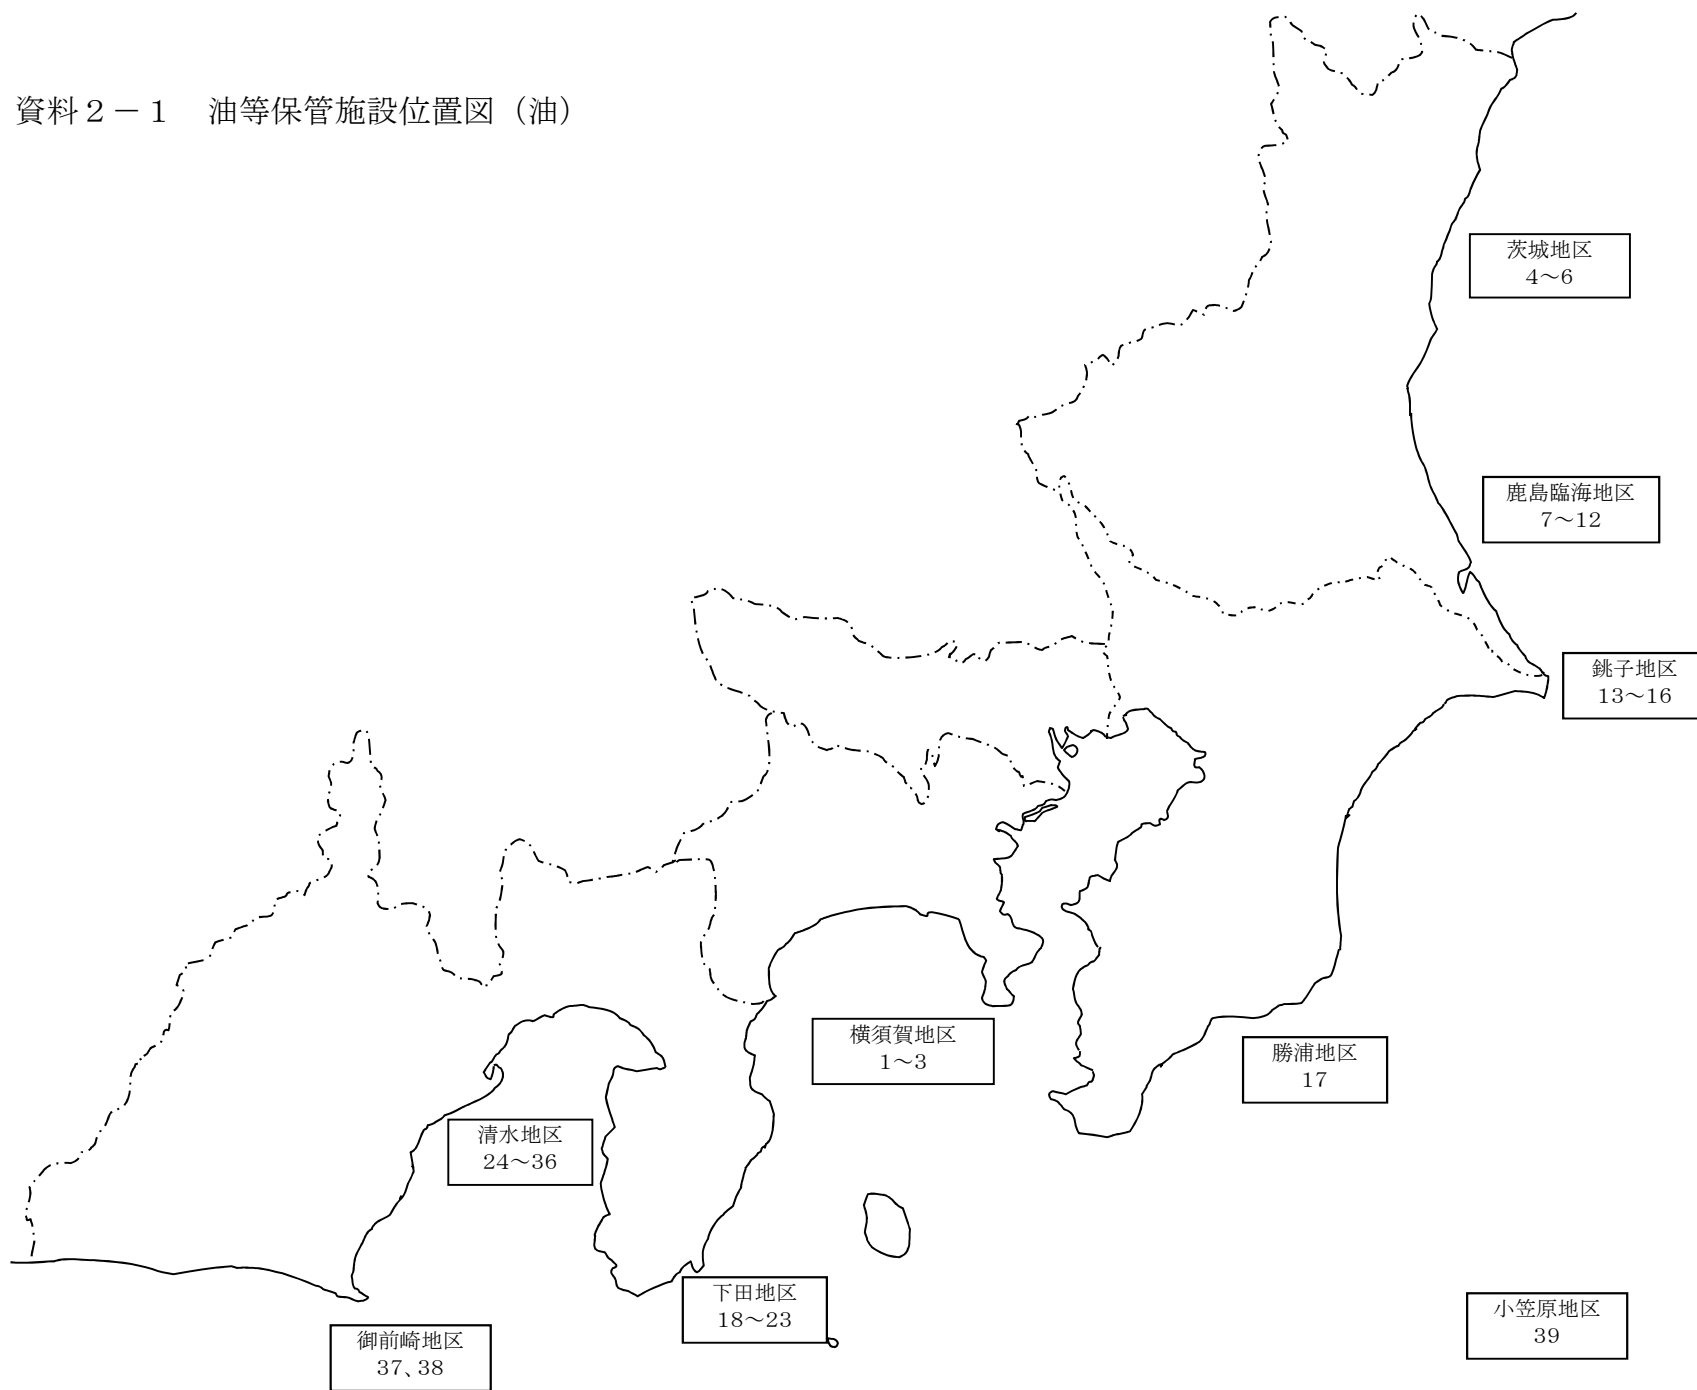 資料２－１　油等保管施設位置図（油）
茨城地区
4～6
鹿島臨海地区
7～12
銚子地区
13～16
横須賀地区
1～3
勝浦地区
17
清水地区
24～36
下田地区
18～23
小笠原地区
39
御前崎地区
37、38